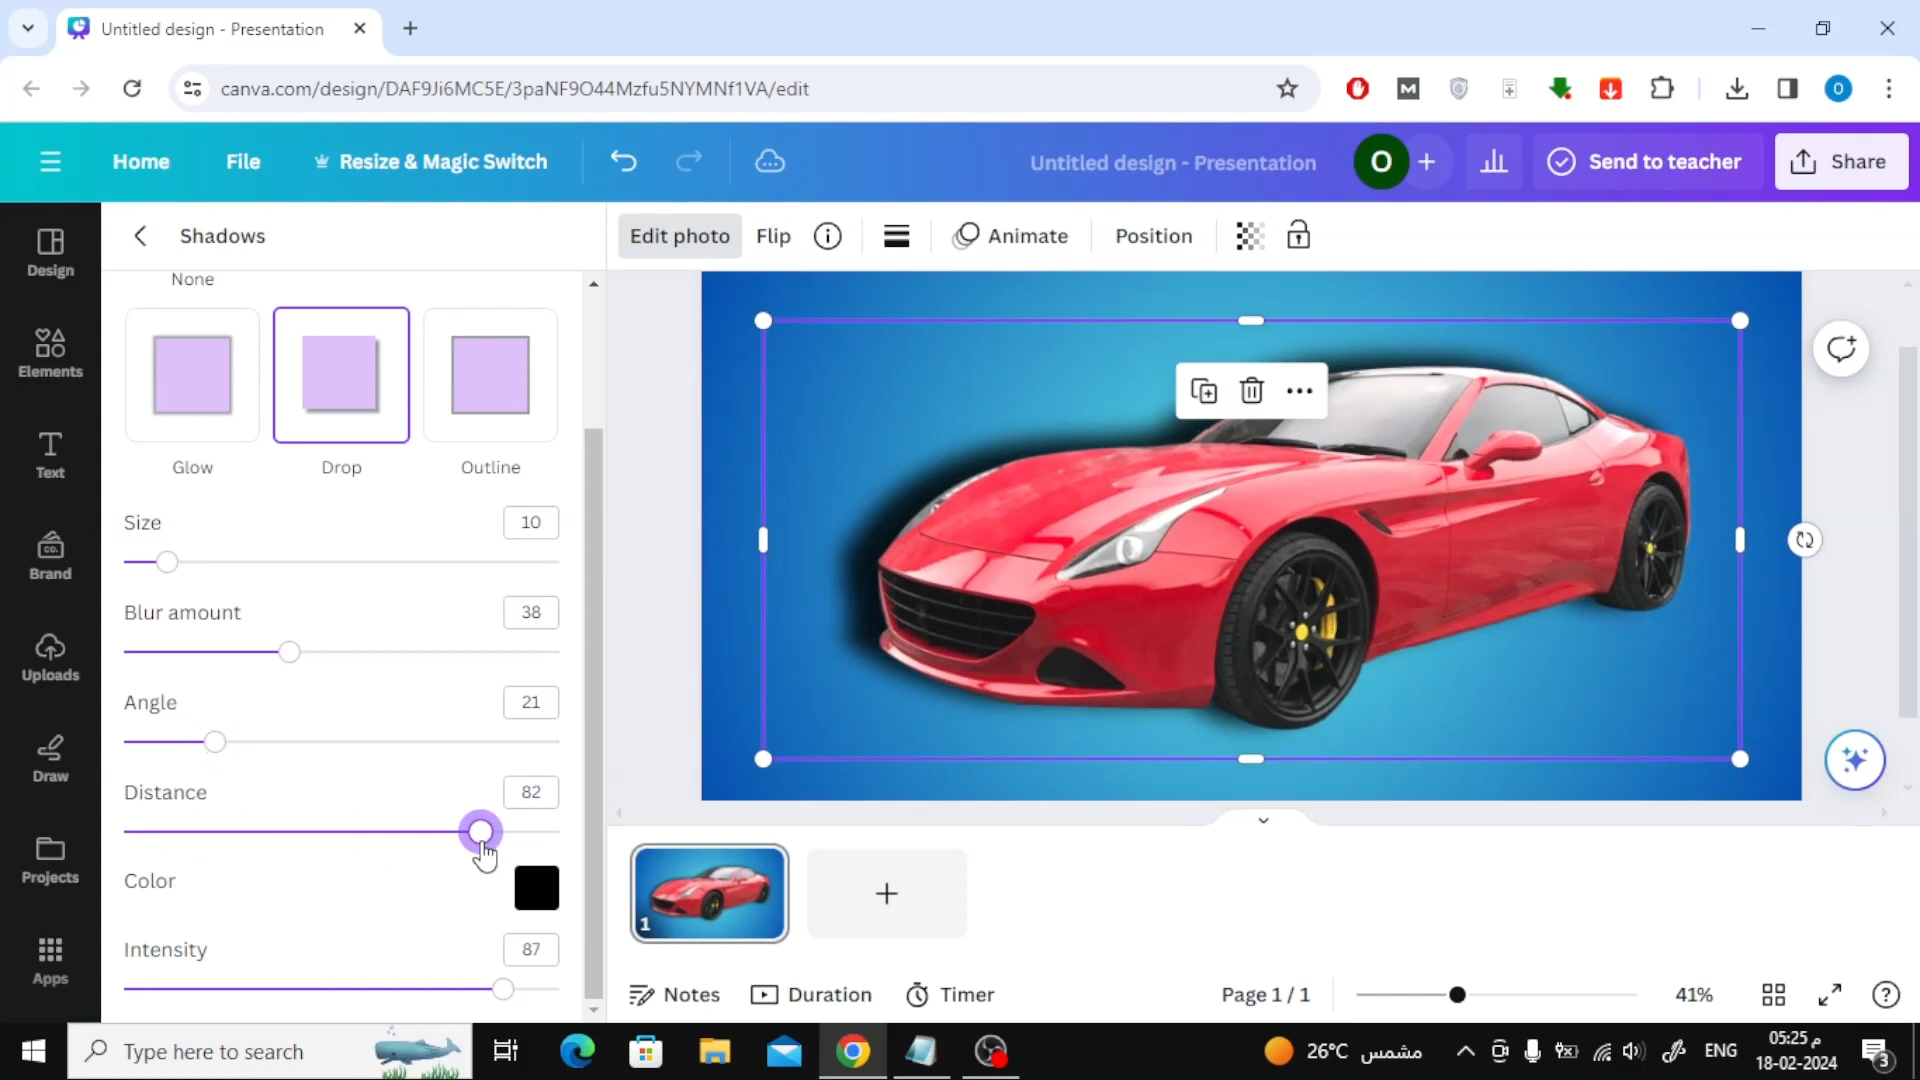 Untitled design - Presentation
canva.com/design/DAF9Ji6MC5E/3paNF9O44Mzfu5NYMNf1VA/edit
M
O
Home
File
Resize & Magic Switch
Untitled design - Presentation
O
Send to teacher
Share
Design
Elements
Text
CO.
Brand
Uploads
Draw
Projects
Apps
Shadows
None
Glow
Drop
Outline
Size
10
Blur amount
38
Angle
21
Distance
82
Color
Intensity
87
Edit photo
Flip
Animate
Position
1
Notes
Duration
Timer
Page 1 / 1
41%
Type here to search
26°C
مشمس
ENG
05:25 م
18-02-2024
3